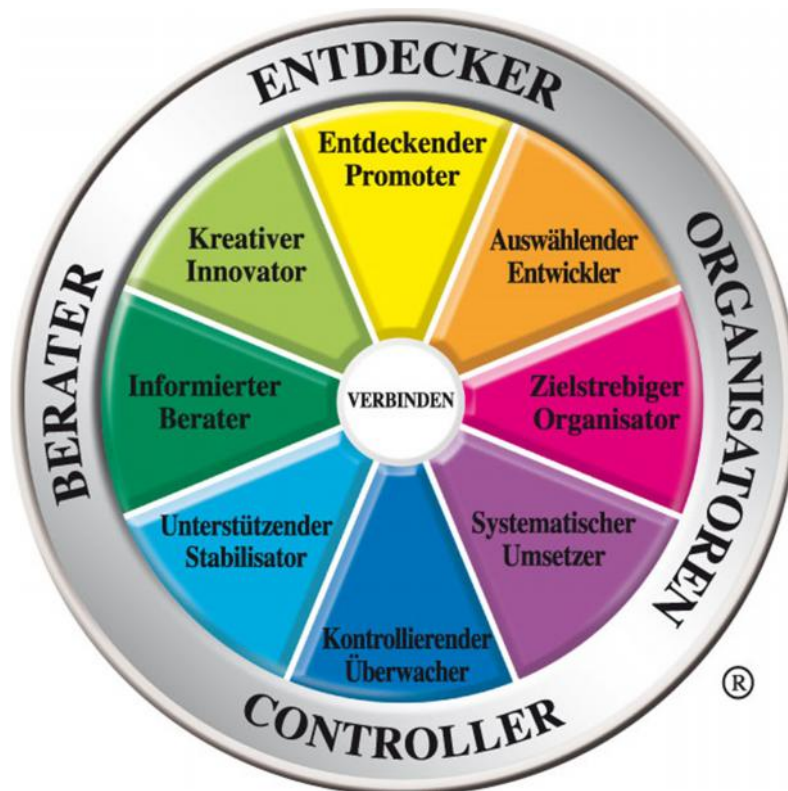 ENTDECKER
ORGANISATOREN
CONTROLLER
BERATER
Entdeckender
Promoter
Auswählender
Entwickler
Zielstrebiger
Organisator
Systematischer
Umsetzer
Kontrollierender
Überwacher
Unterstützender
Stabilisator
Informierter
Berater
Kreativer
Innovator
VERBINDEN
®